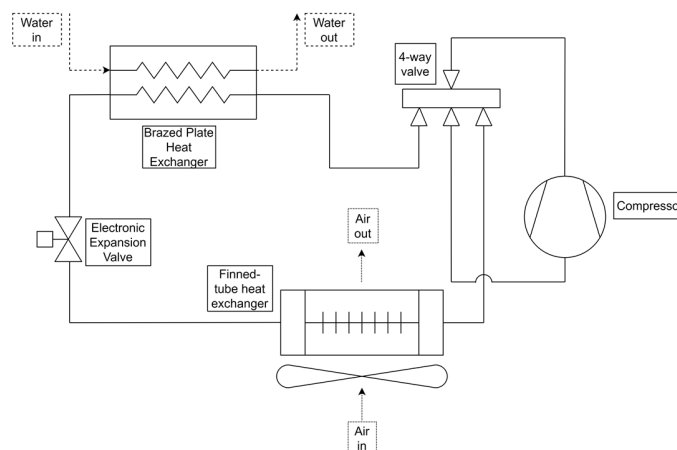 Water
in
Water
out
4-way
valve
Brazed Plate
Heat
Exchanger
Compresso
Air
out
Electronic
Expansion
Valve
Finned-
tube heat
exchanger
Air
in